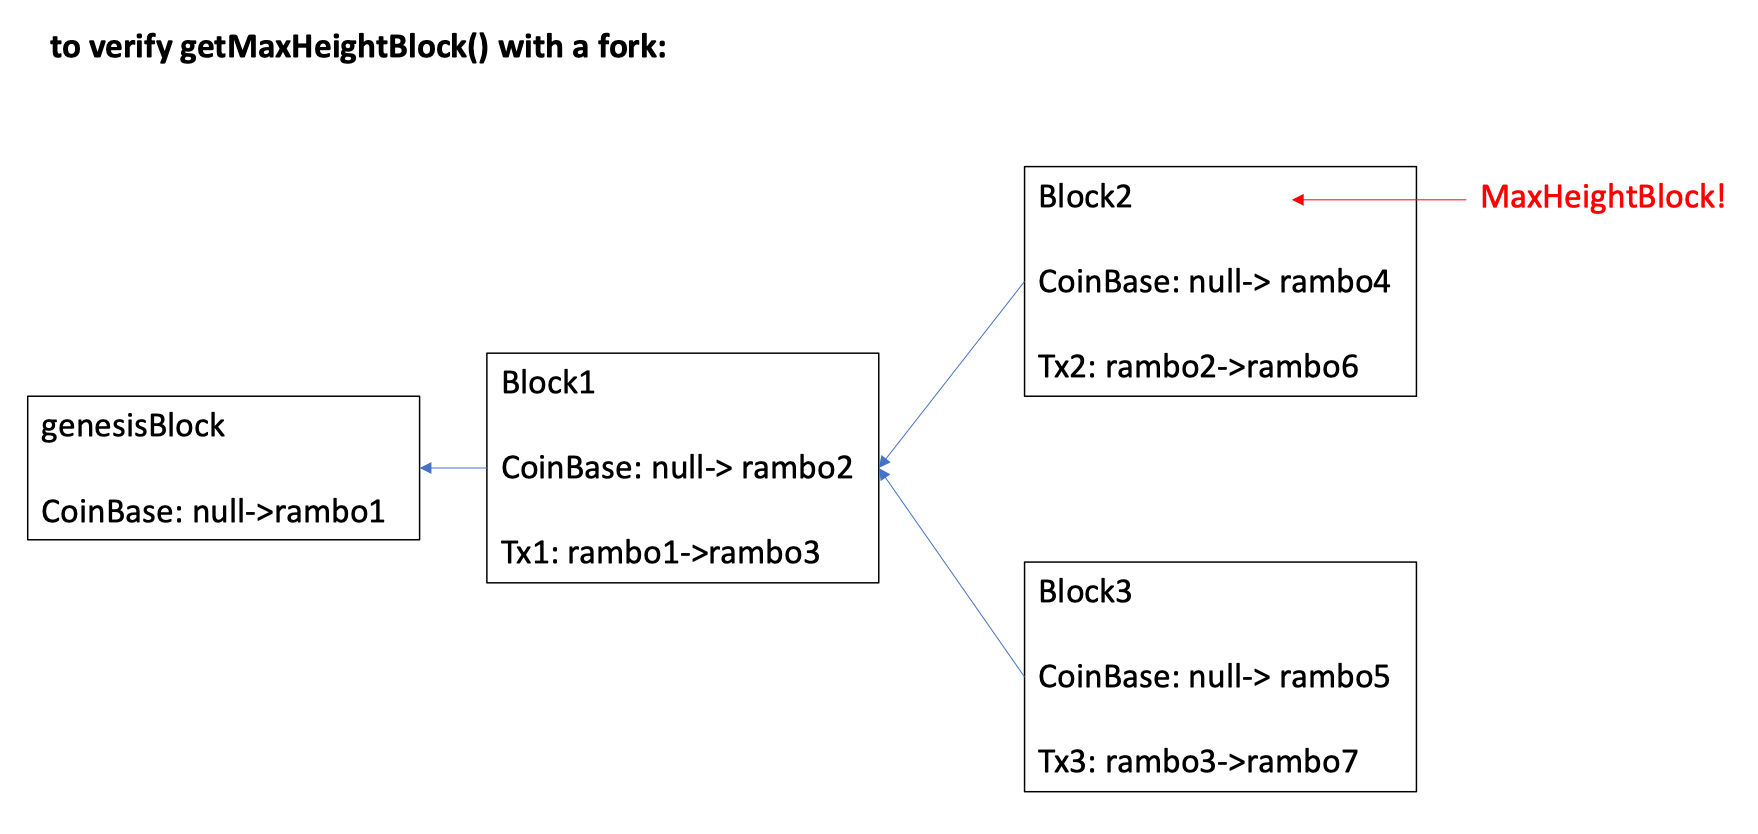 to verify getMaxHeightBlock() with a fork:
genesisBlock
CoinBase: null->rambo1
Block1
CoinBase: null-> rambo2
Tx1: rambo1->rambo3
Block2
MaxHeightBlock!
CoinBase: null-> rambo4
Tx2: rambo2->rambo6
Block3
CoinBase: null-> rambo5
Tx3: rambo3->rambo7